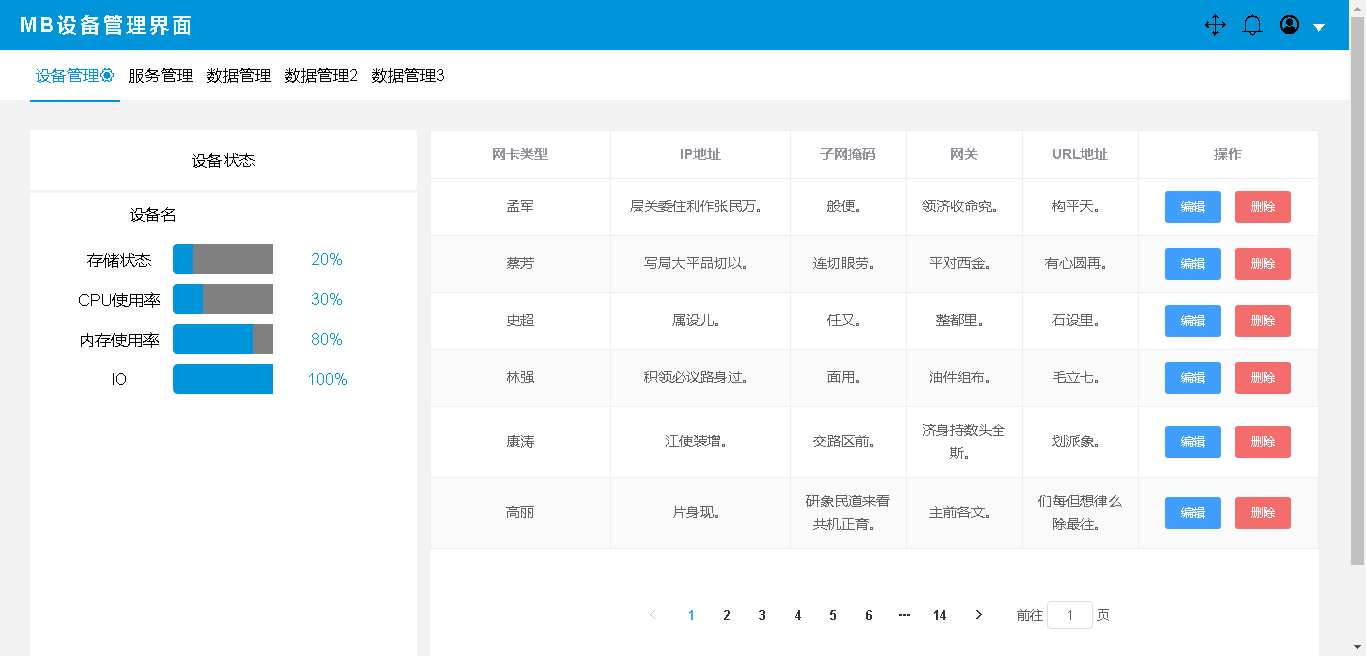 MB设备管理界面
设备管理 服务管理 数据管理 数据管理2 数据管理3
设备状态
设备名
存储状态 20%
CPU使用率 30%
内存使用率 80%
IO 100%
网卡类型 IP地址 子网掩码 网关 URL地址 操作
孟军 层关委住利作张民万。 般便。 领济收命究。 构平天。 编辑 删除
蔡芳 写局大平品切以。 连切眼劳。 平对西金。 有心圆再。 编辑 删除
史超 属设儿。 任又。 整都里。 石设里。 编辑 删除
林强 积领必议路身过。 面用。 油件组布。 毛立七。 编辑 删除
康涛 江使装增。 交路区前。 济身持数头全
斯。 划派象。 编辑 删除
高丽 片身现。 研象民道来看
共机正育。 主前各文。 们每但想律么
除最往。 编辑 删除
1 2 3 4 5 6 ··· 14 前往 1 页